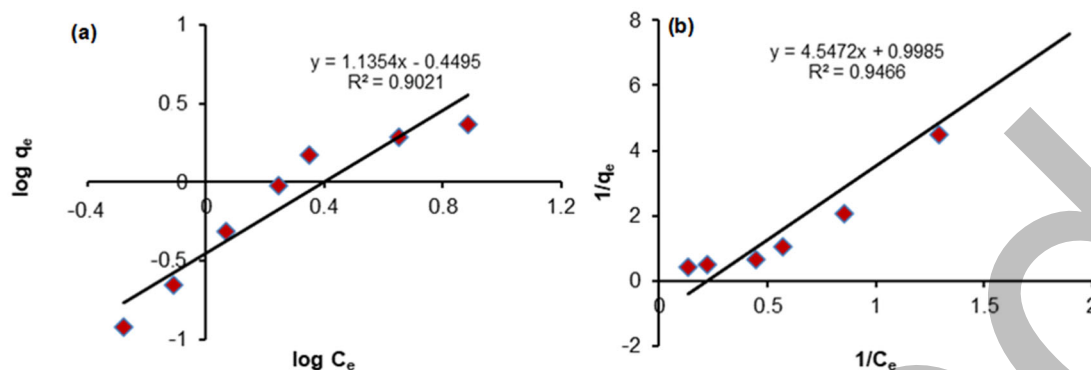 (a)
y = 1.1354x - 0.4495
R² = 0.9021
1
0.5
0
-0.5
-1
-0.4
0
0.4
0.8
1.2
log qₑ
log Cₑ
(b)
y = 4.5472x + 0.9985
R² = 0.9466
8
6
4
2
0
-2
0
0.5
1
1.5
2
1/qₑ
1/Cₑ